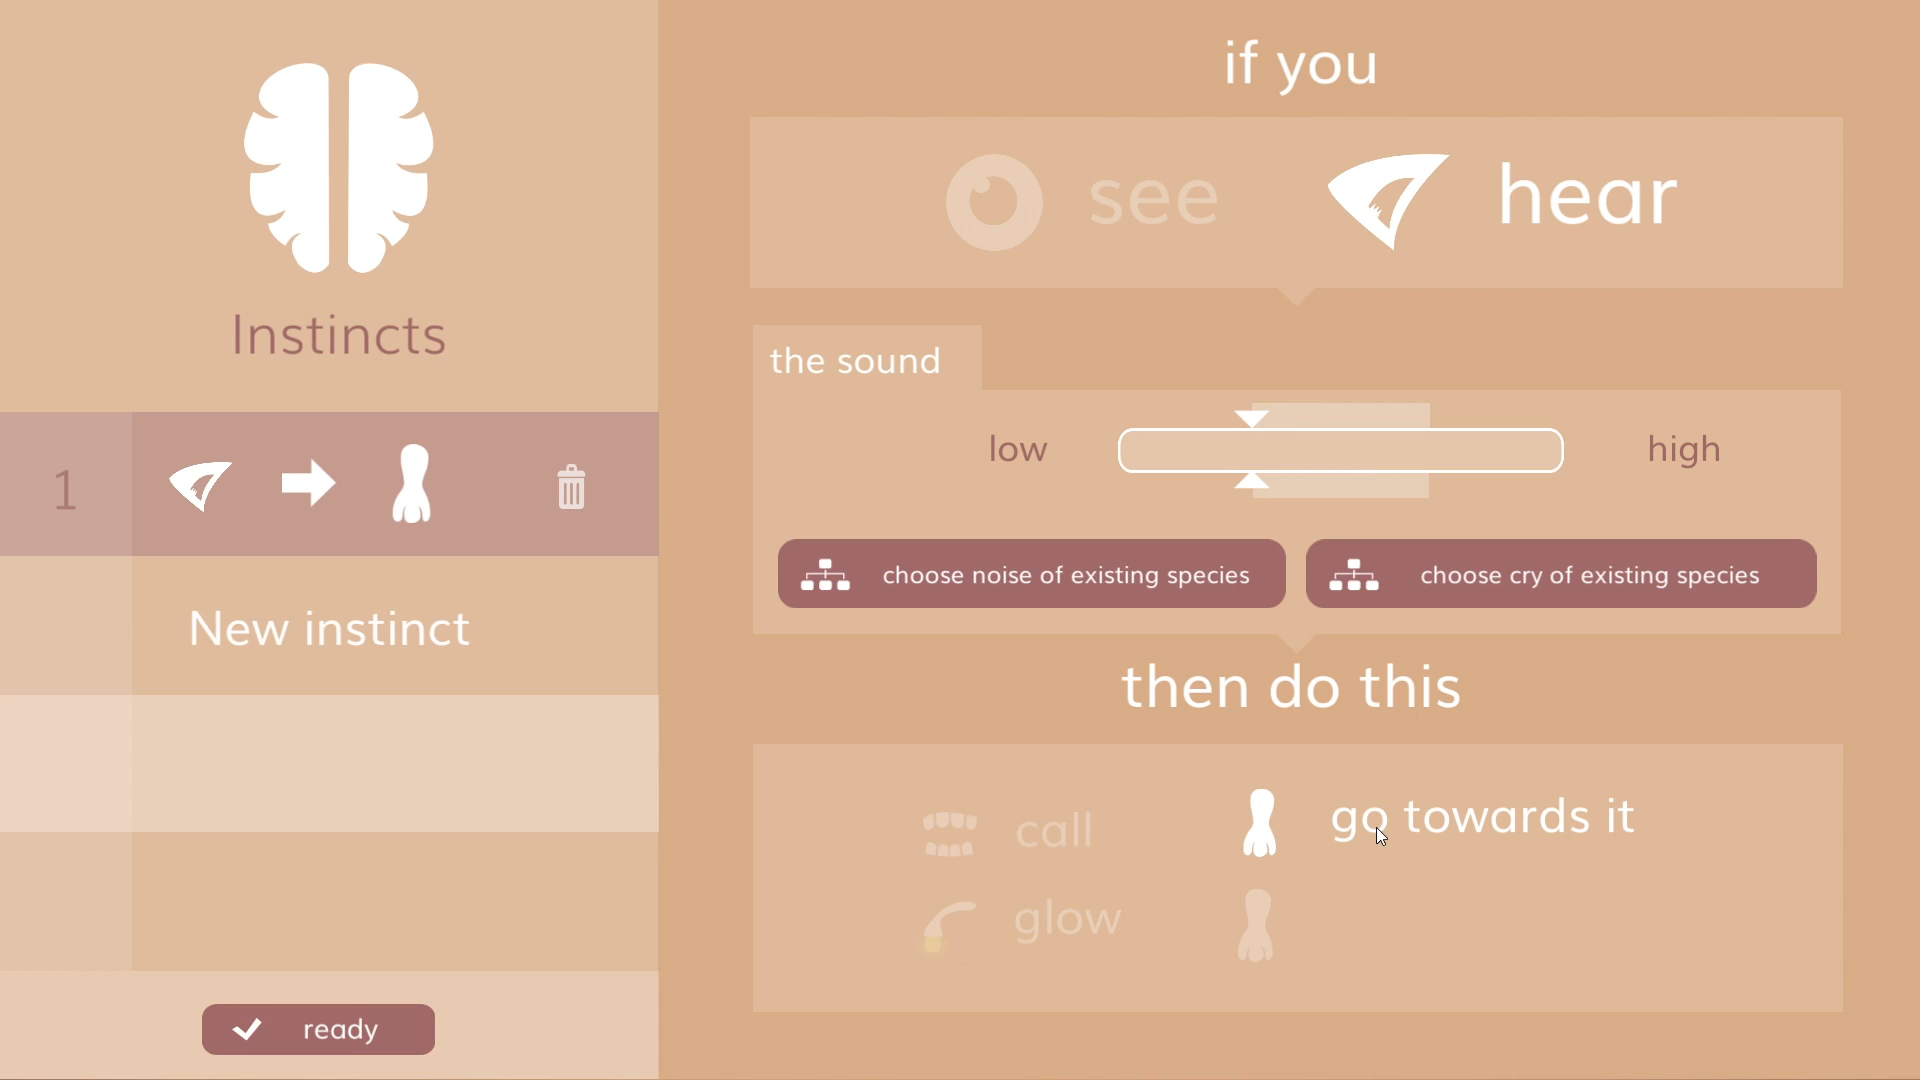 Instincts
1
New instinct
ready
if you
see
hear
the sound
low
high
choose noise of existing species
choose cry of existing species
then do this
call
go towards it
glow